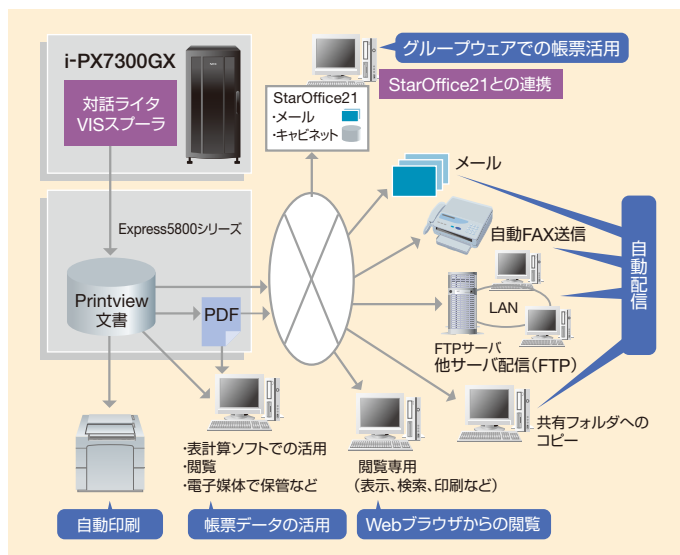 i-PX7300GX
対話ライタ
VISスプーラ
グループウェアでの帳票活用
StarOffice21との連携
StarOffice21
・メール
・キャビネット
Express5800シリーズ
Printview
文書
PDF
メール
自動FAX送信
LAN
FTPサーバ
他サーバ配信(FTP)
共有フォルダへの
コピー
自動配信
・表計算ソフトでの活用
・閲覧
・電子媒体で保管など
閲覧専用
(表示、検索、印刷など)
自動印刷
帳票データの活用
Webブラウザからの閲覧